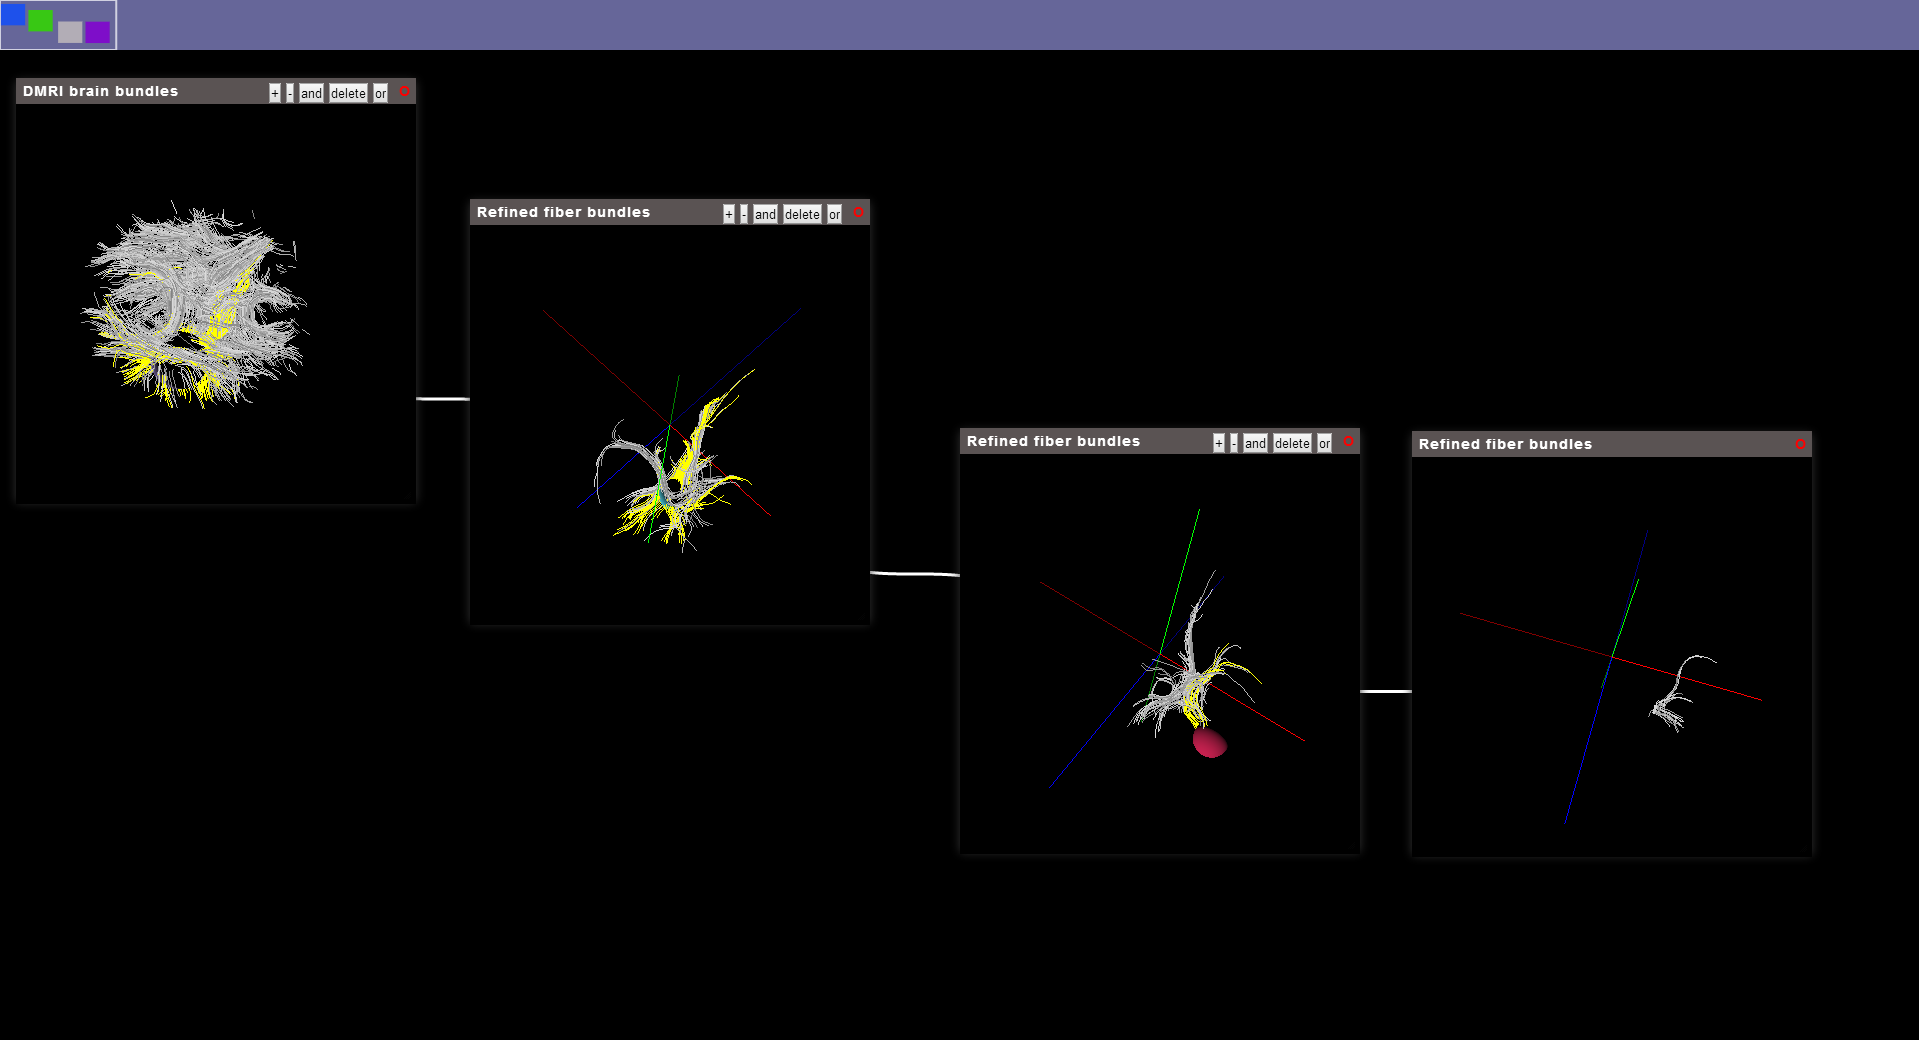 DMRI brain bundles + - and delete or
Refined fiber bundles + - and delete or
Refined fiber bundles + - and delete or
Refined fiber bundles